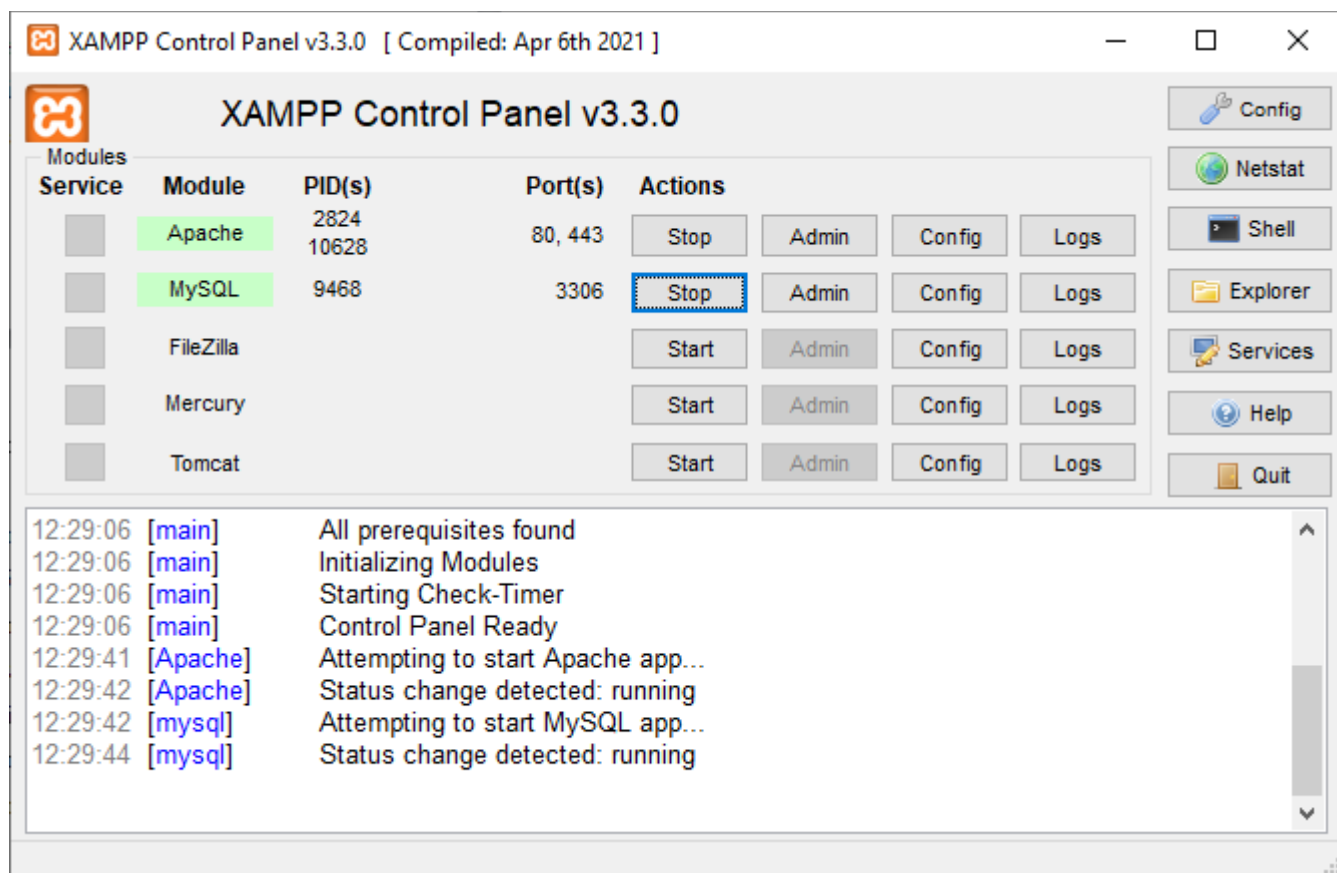 XAMPP Control Panel v3.3.0 [ Compiled: Apr 6th 2021 ]
XAMPP Control Panel v3.3.0
Config
Modules
Service Module PID(s) Port(s) Actions
Netstat
Apache 2824 10628 80, 443 Stop Admin Config Logs
Shell
MySQL 9468 3306 Stop Admin Config Logs
Explorer
FileZilla Start Admin Config Logs
Services
Mercury Start Admin Config Logs
Help
Tomcat Start Admin Config Logs
Quit
12:29:06 [main] All prerequisites found
12:29:06 [main] Initializing Modules
12:29:06 [main] Starting Check-Timer
12:29:06 [main] Control Panel Ready
12:29:41 [Apache] Attempting to start Apache app...
12:29:42 [Apache] Status change detected: running
12:29:42 [mysql] Attempting to start MySQL app...
12:29:44 [mysql] Status change detected: running